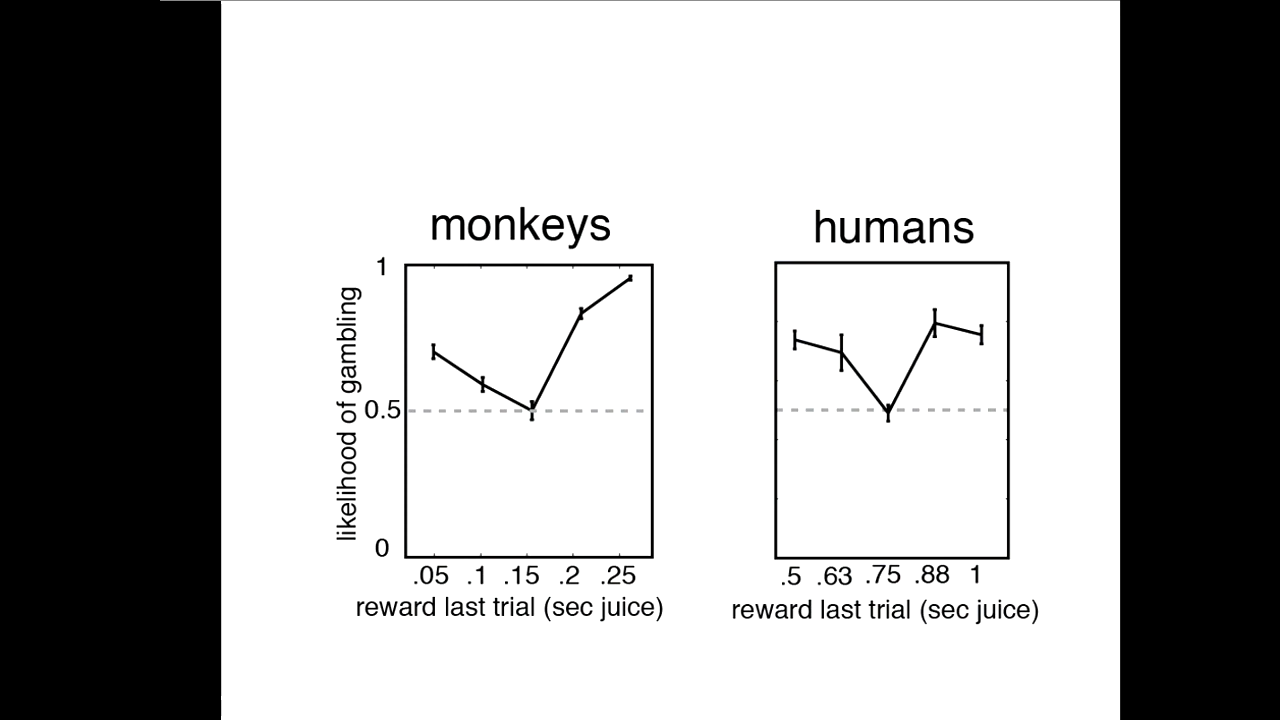 monkeys
1
likelihood of gambling
0.5
0
.05 .1 .15 .2 .25
reward last trial (sec juice)
humans
.5 .63 .75 .88 1
reward last trial (sec juice)